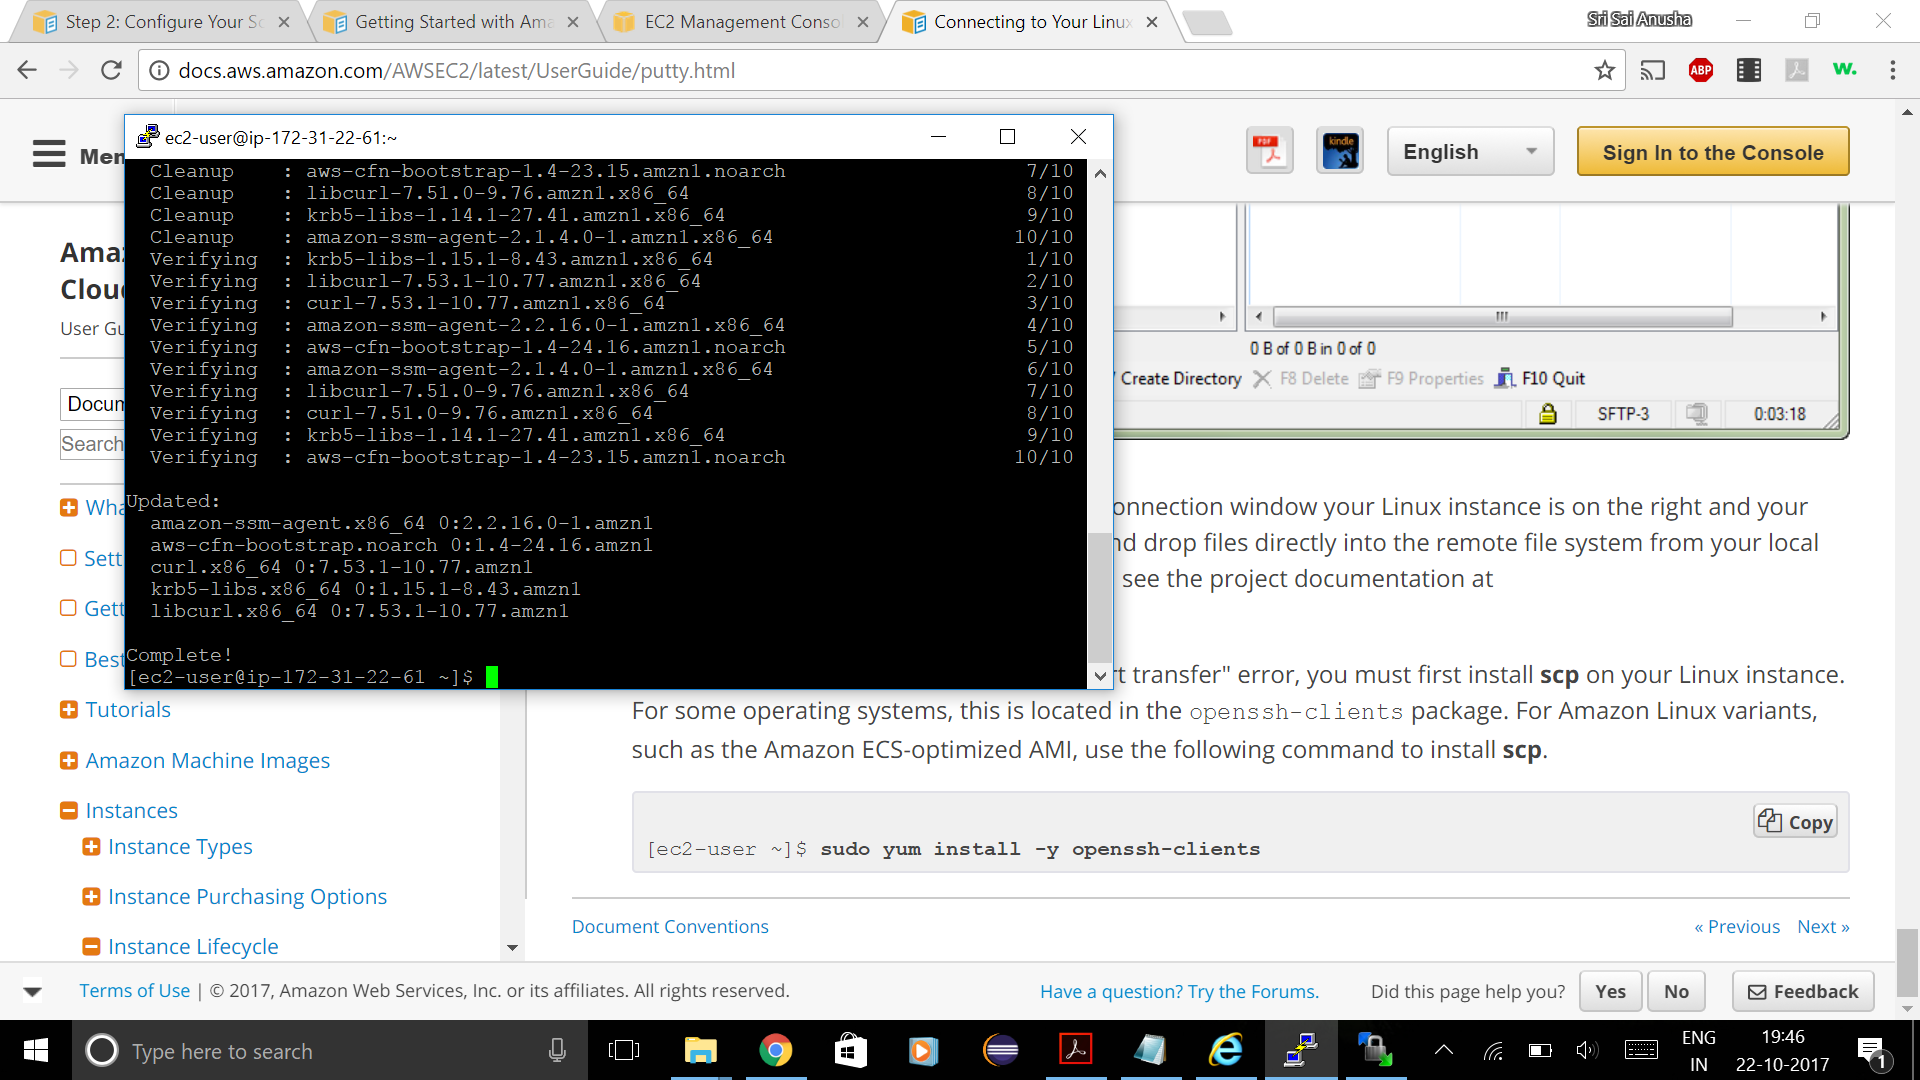 Step 2: Configure Your Sc
Getting Started with Ama
EC2 Management Conso
Connecting to Your Linux
Sri Sai Anusha
docs.aws.amazon.com/AWSEC2/latest/UserGuide/putty.html
ABP
w.
Men
PDF
kindle
English
Sign In to the Console
ec2-user@ip-172-31-22-61:~
Cleanup : aws-cfn-bootstrap-1.4-23.15.amzn1.noarch 7/10
Cleanup : libcurl-7.51.0-9.76.amzn1.x86_64 8/10
Cleanup : krb5-libs-1.14.1-27.41.amzn1.x86_64 9/10
Cleanup : amazon-ssm-agent-2.1.4.0-1.amzn1.x86_64 10/10
Verifying : krb5-libs-1.15.1-8.43.amzn1.x86_64 1/10
Verifying : libcurl-7.53.1-10.77.amzn1.x86_64 2/10
Verifying : curl-7.53.1-10.77.amzn1.x86_64 3/10
Verifying : amazon-ssm-agent-2.2.16.0-1.amzn1.x86_64 4/10
Verifying : aws-cfn-bootstrap-1.4-24.16.amzn1.noarch 5/10
Verifying : amazon-ssm-agent-2.1.4.0-1.amzn1.x86_64 6/10
Verifying : libcurl-7.51.0-9.76.amzn1.x86_64 7/10
Verifying : curl-7.51.0-9.76.amzn1.x86_64 8/10
Verifying : krb5-libs-1.14.1-27.41.amzn1.x86_64 9/10
Verifying : aws-cfn-bootstrap-1.4-23.15.amzn1.noarch 10/10
Updated:
amazon-ssm-agent.x86_64 0:2.2.16.0-1.amzn1
aws-cfn-bootstrap.noarch 0:1.4-24.16.amzn1
curl.x86_64 0:7.53.1-10.77.amzn1
krb5-libs.x86_64 0:1.15.1-8.43.amzn1
libcurl.x86_64 0:7.53.1-10.77.amzn1
Complete!
[ec2-user@ip-172-31-22-61 ~]$
Ama
Clou
User Gu
Docum
Search
Wha
Sett
Gett
Best
Tutorials
Amazon Machine Images
Instances
Instance Types
Instance Purchasing Options
Instance Lifecycle
0 B of 0 B in 0 of 0
Create Directory F8 Delete F9 Properties F10 Quit
SFTP-3 0:03:18
onnection window your Linux instance is on the right and your
nd drop files directly into the remote file system from your local
see the project documentation at
rt transfer" error, you must first install scp on your Linux instance.
For some operating systems, this is located in the openssh-clients package. For Amazon Linux variants,
such as the Amazon ECS-optimized AMI, use the following command to install scp.
Copy
[ec2-user ~]$ sudo yum install -y openssh-clients
Document Conventions
« Previous Next »
Terms of Use | © 2017, Amazon Web Services, Inc. or its affiliates. All rights reserved.
Have a question? Try the Forums.
Did this page help you?
Yes
No
Feedback
Type here to search
ENG
IN
19:46
22-10-2017
1